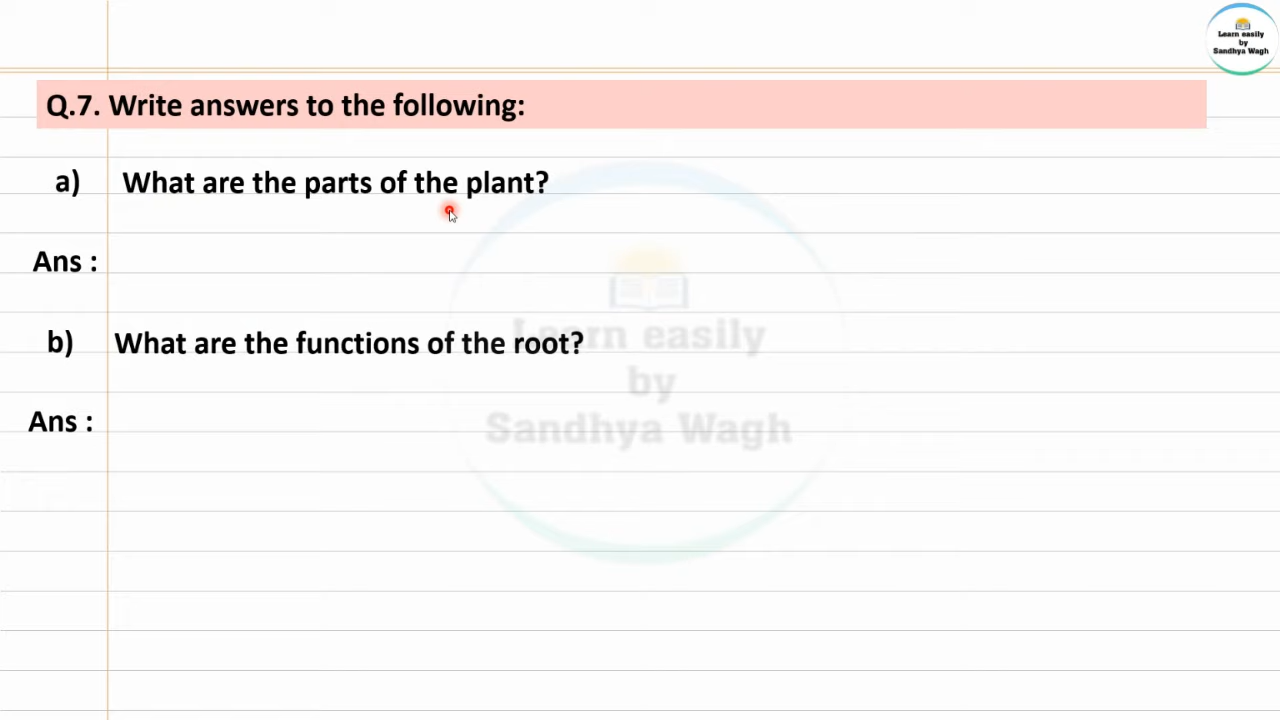 Learn easily
by
Sandhya Wagh
Q.7. Write answers to the following:
a) What are the parts of the plant?
Ans :
b) What are the functions of the root?
Ans :
Learn easily
by
Sandhya Wagh